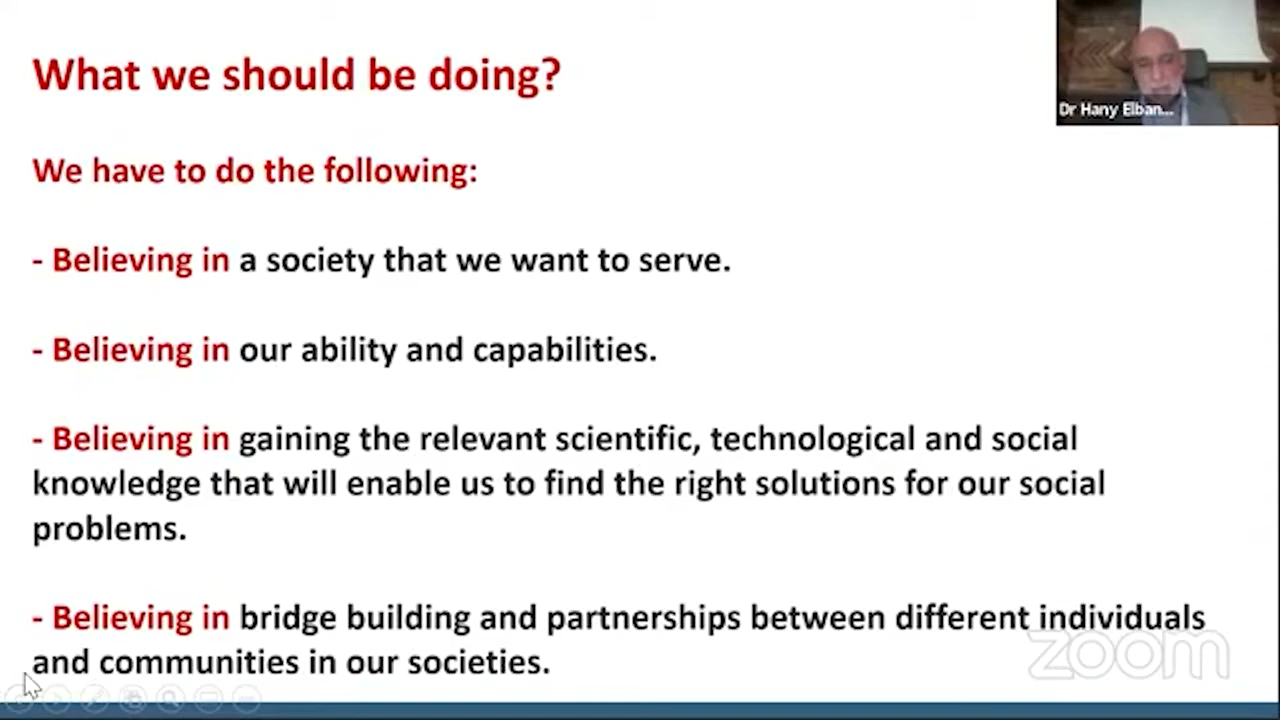 What we should be doing?
Dr Hany Elban...
We have to do the following:
- Believing in a society that we want to serve.
- Believing in our ability and capabilities.
- Believing in gaining the relevant scientific, technological and social
knowledge that will enable us to find the right solutions for our social
problems.
- Believing in bridge building and partnerships between different individuals
and communities in our societies.
zoom